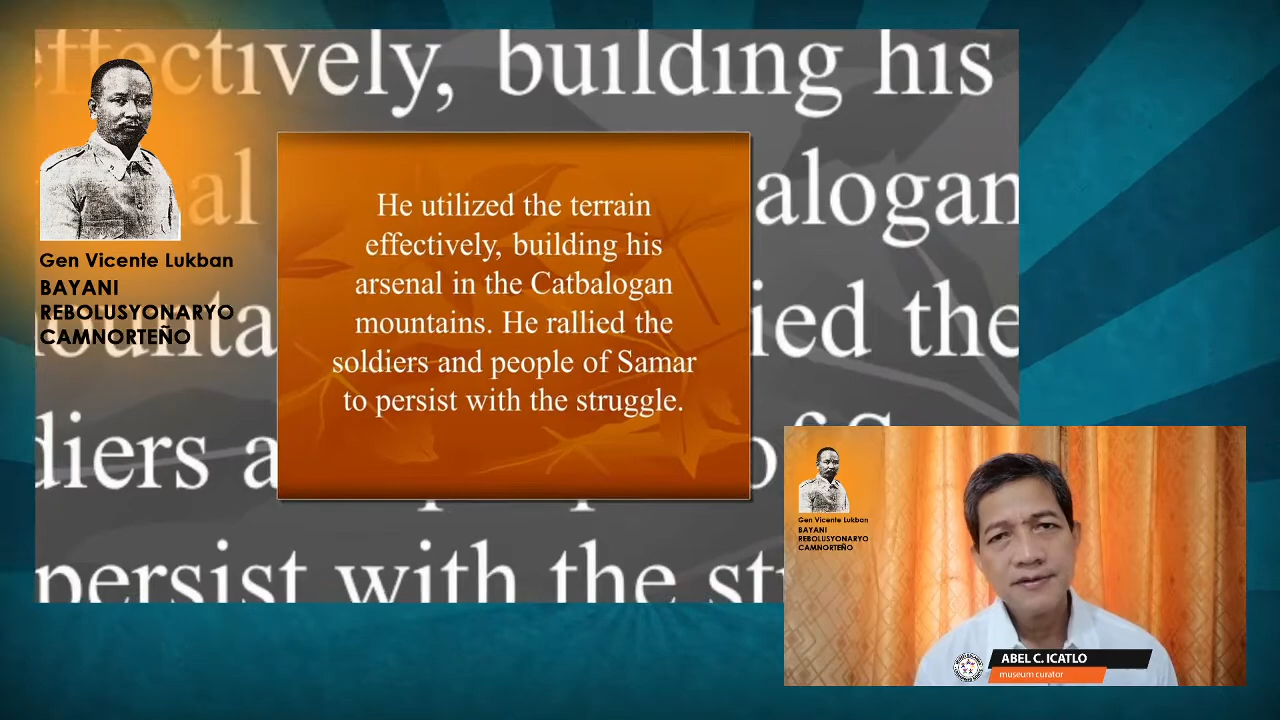 effectively, building his
al
alogan
ied the
diers a
of S
persist with the st
Gen Vicente Lukban
BAYANI
REBOLUSYONARYO
CAMNORTEÑO
He utilized the terrain
effectively, building his
arsenal in the Catbalogan
mountains. He rallied the
soldiers and people of Samar
to persist with the struggle.
Gen Vicente Lukban
BAYANI
REBOLUSYONARYO
CAMNORTEÑO
ABEL C. ICATLO
museum curator